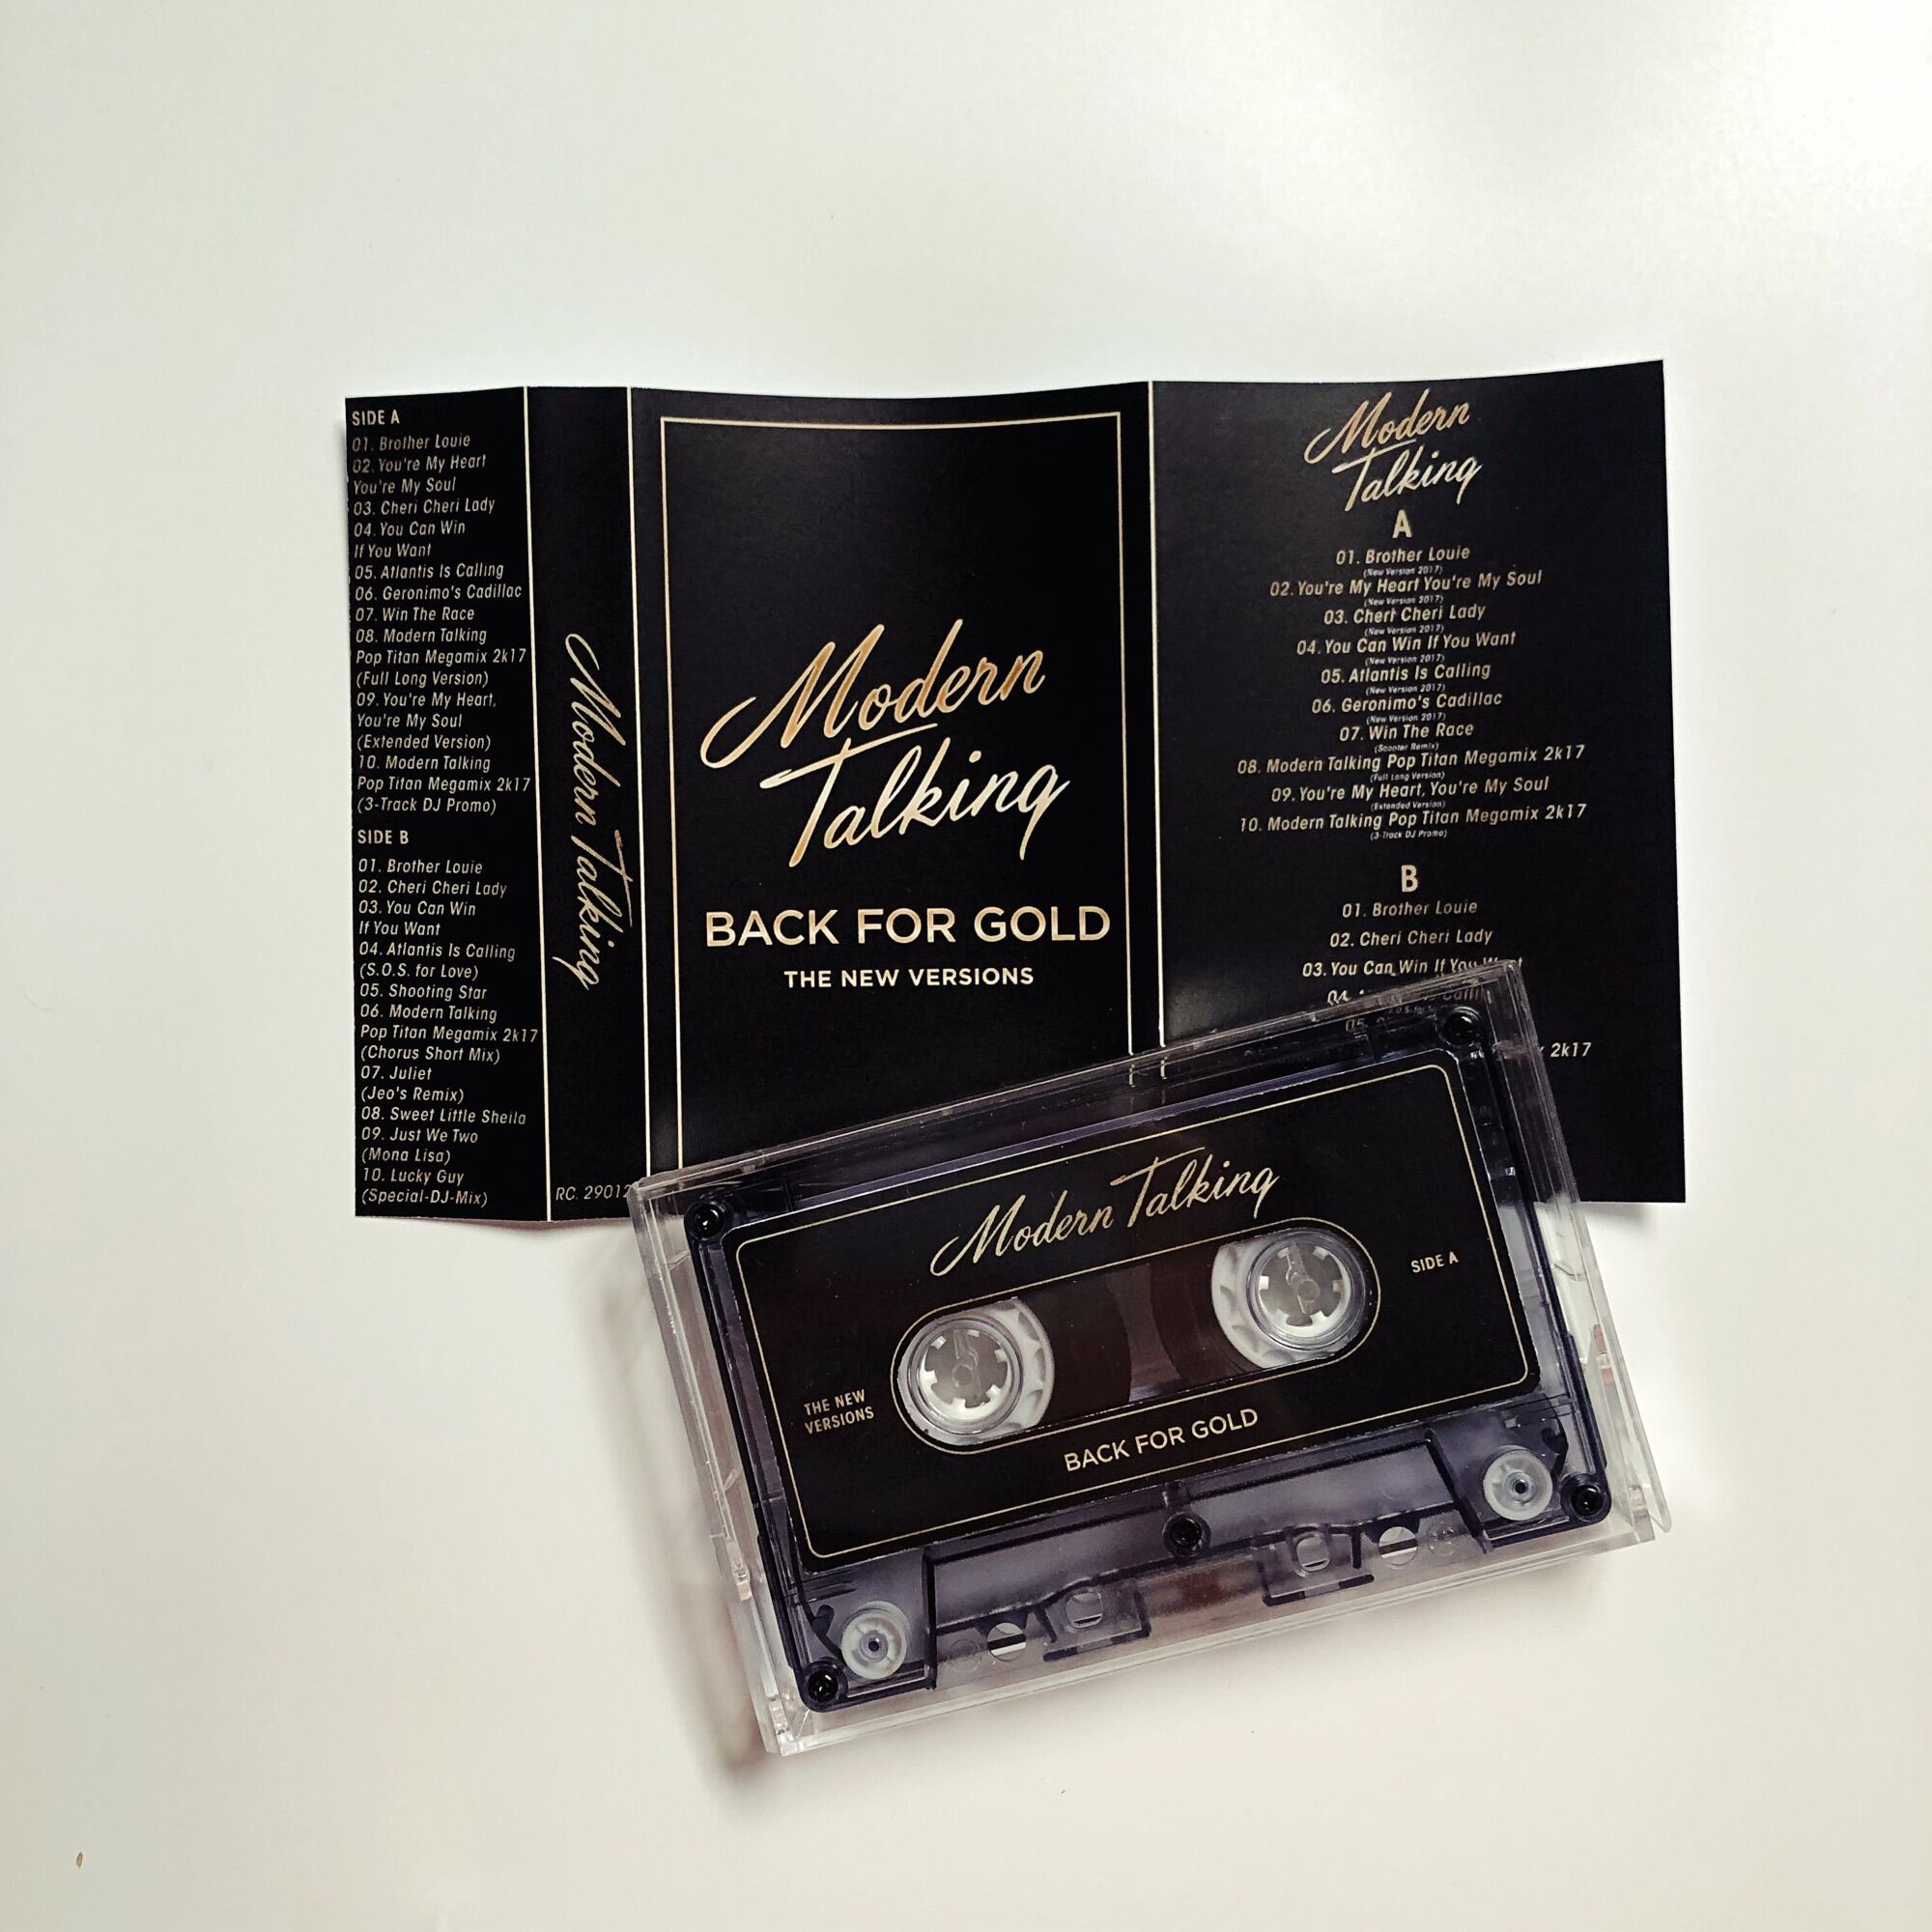 SIDE A
01. Brother Louie
02. You're My Heart
You're My Soul
03. Cheri Cheri Lady
04. You Can Win
If You Want
05. Atlantis Is Calling
06. Geronimo's Cadillac
07. Win The Race
08. Modern Talking
Pop Titan Megamix 2k17
(Full Long Version)
09. You're My Heart,
You're My Soul
(Extended Version)
10. Modern Talking
Pop Titan Megamix 2k17
(3-Track DJ Promo)
SIDE B
01. Brother Louie
02. Cheri Cheri Lady
03. You Can Win
If You Want
04. Atlantis Is Calling
(S.O.S. for Love)
05. Shooting Star
06. Modern Talking
Pop Titan Megamix 2k17
(Chorus Short Mix)
07. Juliet
(Jeo's Remix)
08. Sweet Little Sheila
09. Just We Two
(Mona Lisa)
10. Lucky Guy
(Special-DJ-Mix)
Modern Talking
RC. 29012
Modern
Talking
BACK FOR GOLD
THE NEW VERSIONS
Modern
Talking
A
01. Brother Louie
(New Version 2017)
02. You're My Heart You're My Soul
(New Version 2017)
03. Cheri Cheri Lady
(New Version 2017)
04. You Can Win If You Want
(New Version 2017)
05. Atlantis Is Calling
(New Version 2017)
06. Geronimo's Cadillac
(New Version 2017)
07. Win The Race
(Scooter Remix)
08. Modern Talking Pop Titan Megamix 2k17
(Full Long Version)
09. You're My Heart, You're My Soul
(Extended Version)
10. Modern Talking Pop Titan Megamix 2k17
(3-Track DJ Promo)
B
01. Brother Louie
02. Cheri Cheri Lady
03. You Can Win If You Want
04.
05.
2k17
Modern Talking
SIDE A
THE NEW
VERSIONS
BACK FOR GOLD